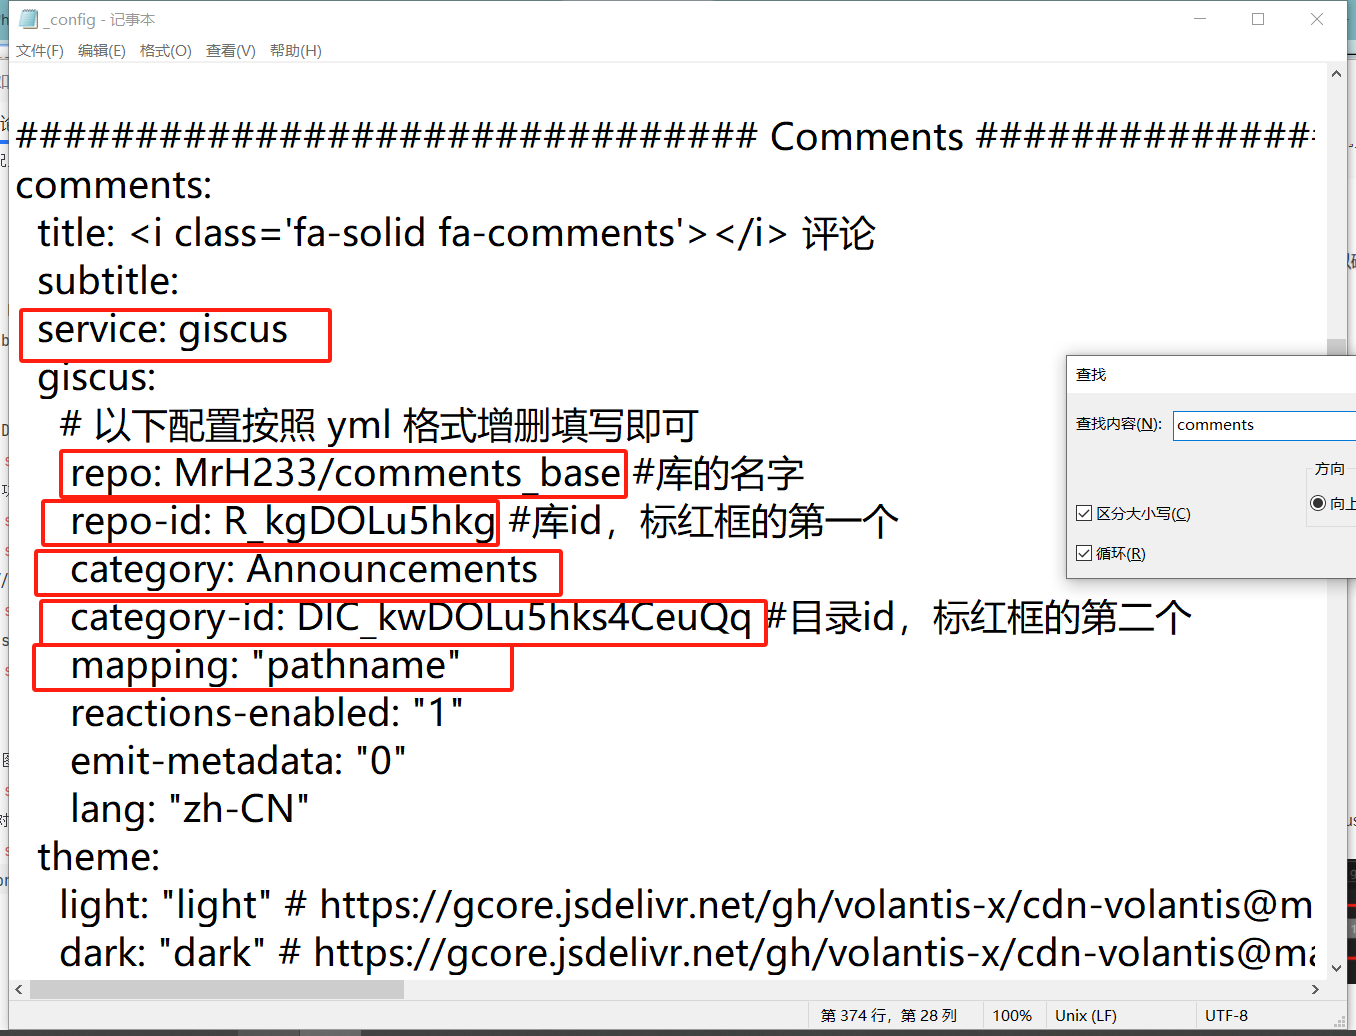 _config - 记事本
文件(F) 编辑(E) 格式(O) 查看(V) 帮助(H)
############################### Comments ##############
comments:
title: <i class='fa-solid fa-comments'></i> 评论
subtitle:
service: giscus
giscus:
# 以下配置按照 yml 格式增删填写即可
repo: MrH233/comments_base #库的名字
repo-id: R_kgDOLu5hkg #库id，标红框的第一个
category: Announcements
category-id: DIC_kwDOLu5hks4CeuQq #目录id，标红框的第二个
mapping: "pathname"
reactions-enabled: "1"
emit-metadata: "0"
lang: "zh-CN"
theme:
light: "light" # https://gcore.jsdelivr.net/gh/volantis-x/cdn-volantis@m
dark: "dark" # https://gcore.jsdelivr.net/gh/volantis-x/cdn-volantis@ma
查找
查找内容(N): comments
方向
向上
区分大小写(C)
循环(R)
第 374 行，第 28 列 100% Unix (LF) UTF-8